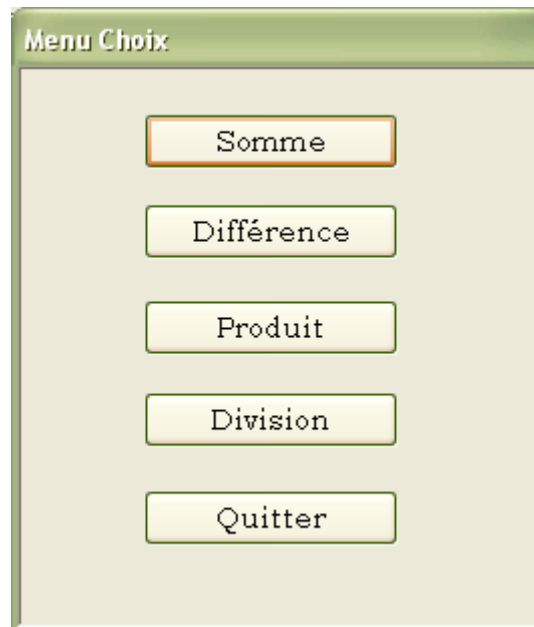 Menu Choix
Somme
Différence
Produit
Division
Quitter